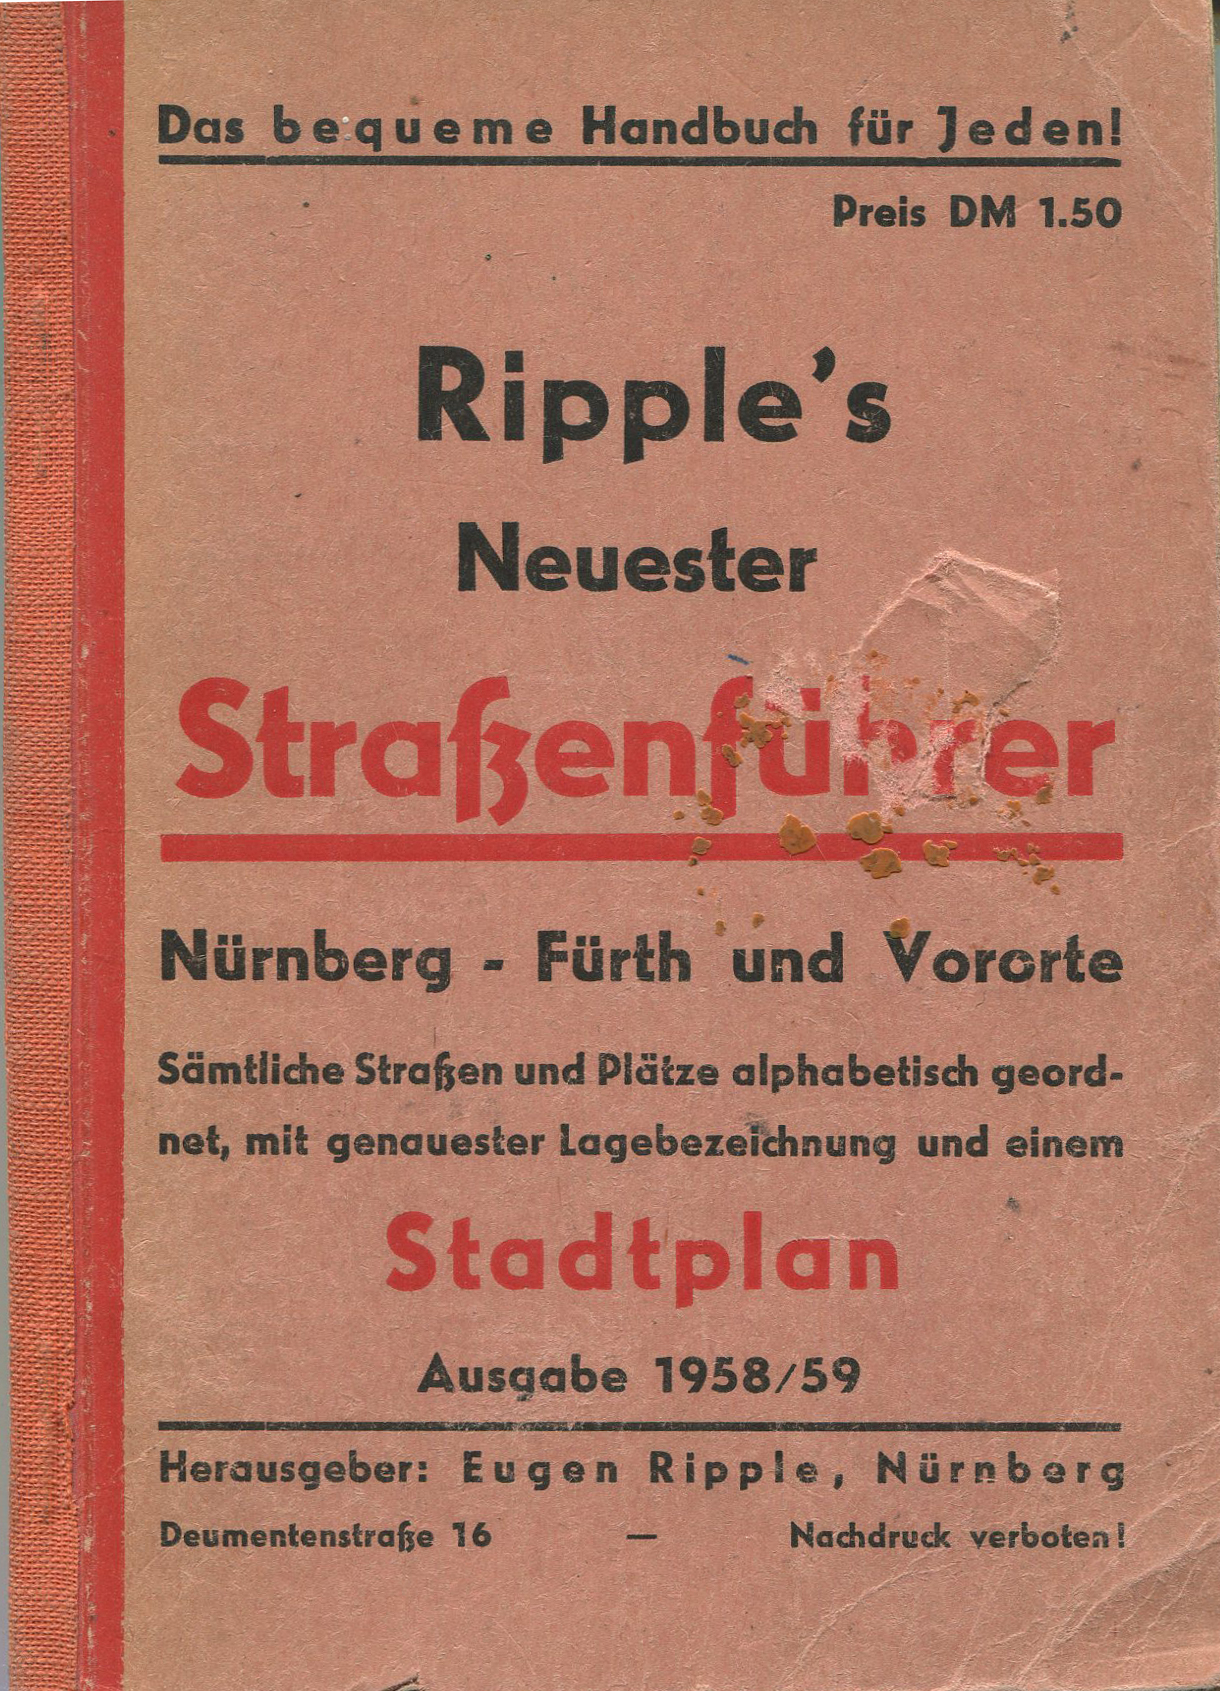 Das bequeme Handbuch für Jeden!
Preis DM 1.50
Ripple's
Neuester
Straßenführer
Nürnberg - Fürth und Vororte
Sämtliche Straßen und Plätze alphabetisch geord-
net, mit genauester Lagebezeichnung und einem
Stadtplan
Ausgabe 1958/59
Herausgeber: Eugen Ripple, Nürnberg
Deumentenstraße 16 — Nachdruck verboten!